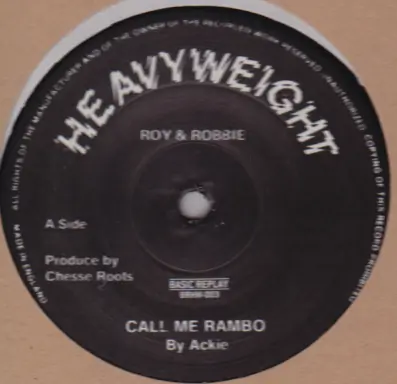 ALL RIGHTS OF THE MANUFACTURER AND OF THE OWNER OF THE RECORDED WORK RESERVED · UNAUTHORIZED COPYING OF THIS RECORD PROHIBITED
HEAVYWEIGHT
ROY & ROBBIE
A Side
Produce by
Chesse Roots
BASIC REPLAY
CALL ME RAMBO
By Ackie
MADE IN ENGLAND